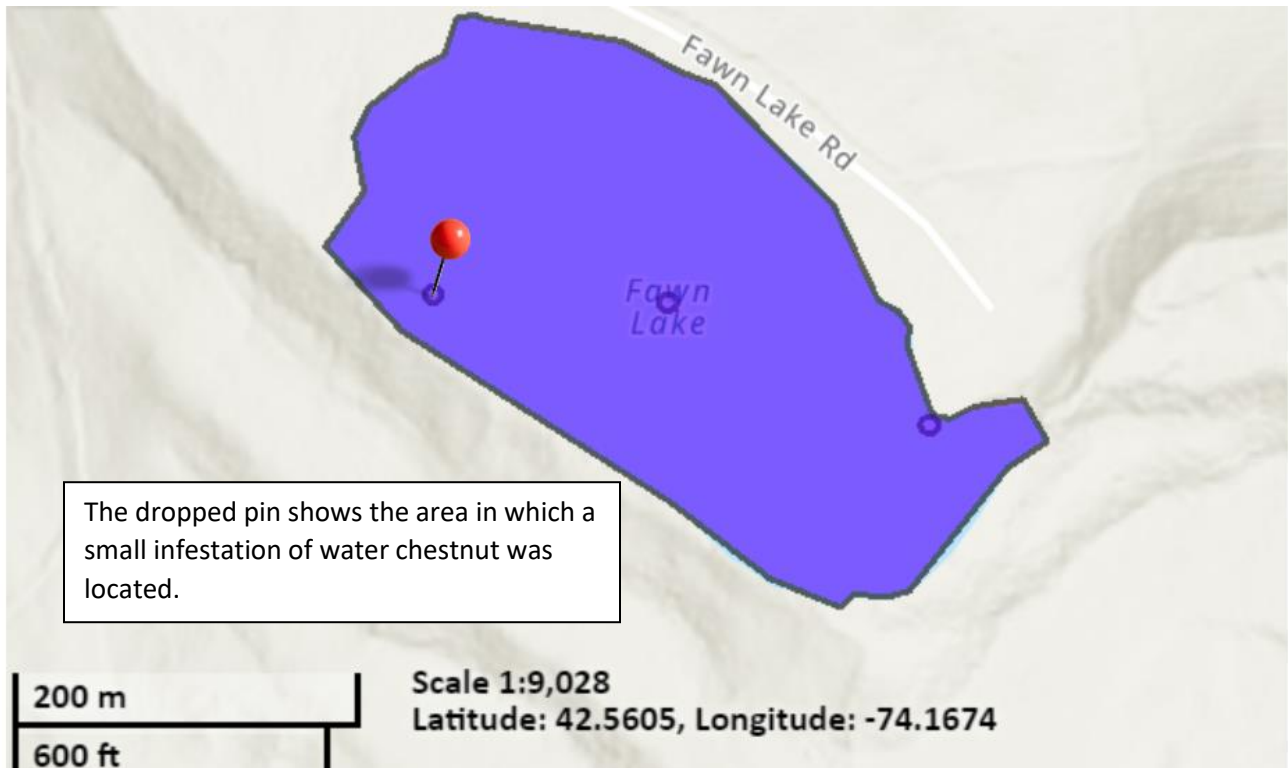 Fawn Lake Rd
Fawn
Lake
The dropped pin shows the area in which a
small infestation of water chestnut was
located.
200 m
600 ft
Scale 1:9,028
Latitude: 42.5605, Longitude: -74.1674